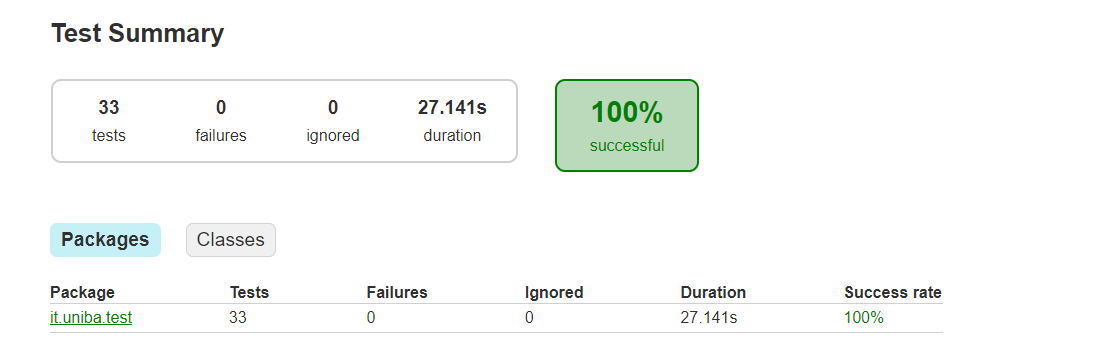 Test Summary
33 0 0 27.141s
tests failures ignored duration
100%
successful
Packages Classes
Package Tests Failures Ignored Duration Success rate
it.uniba.test 33 0 0 27.141s 100%